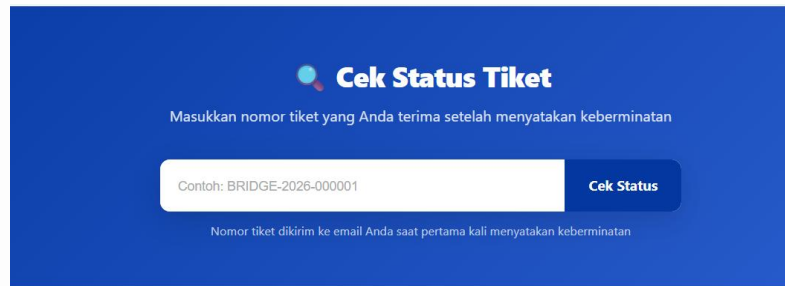 Cek Status Tiket
Masukkan nomor tiket yang Anda terima setelah menyatakan keberminatan
Contoh: BRIDGE-2026-000001
Cek Status
Nomor tiket dikirim ke email Anda saat pertama kali menyatakan keberminatan